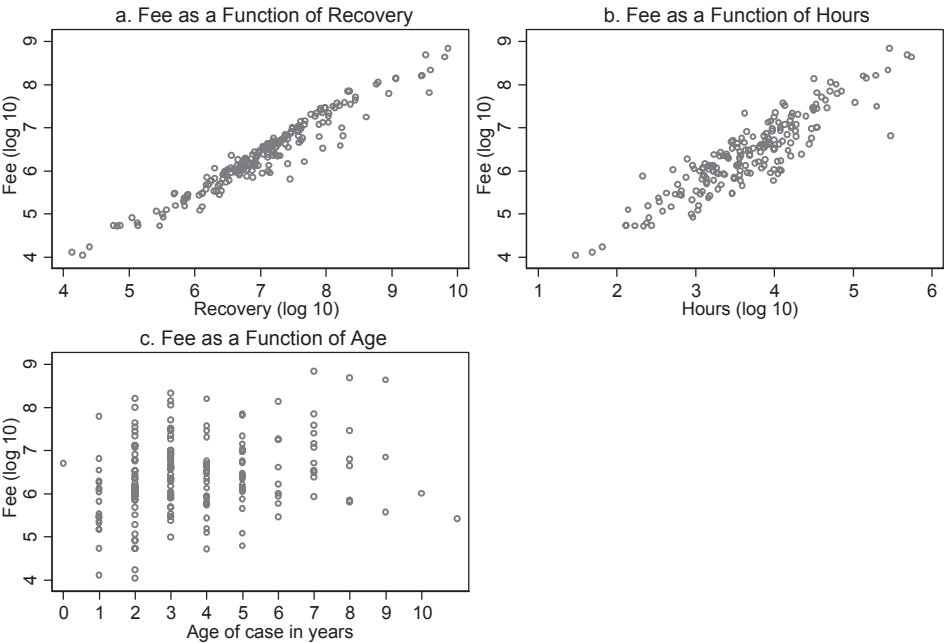 a. Fee as a Function of Recovery
Fee (log 10)
9
8
7
6
5
4
4 5 6 7 8 9 10
Recovery (log 10)
b. Fee as a Function of Hours
Fee (log 10)
9
8
7
6
5
4
1 2 3 4 5 6
Hours (log 10)
c. Fee as a Function of Age
Fee (log 10)
9
8
7
6
5
4
0 1 2 3 4 5 6 7 8 9 10
Age of case in years